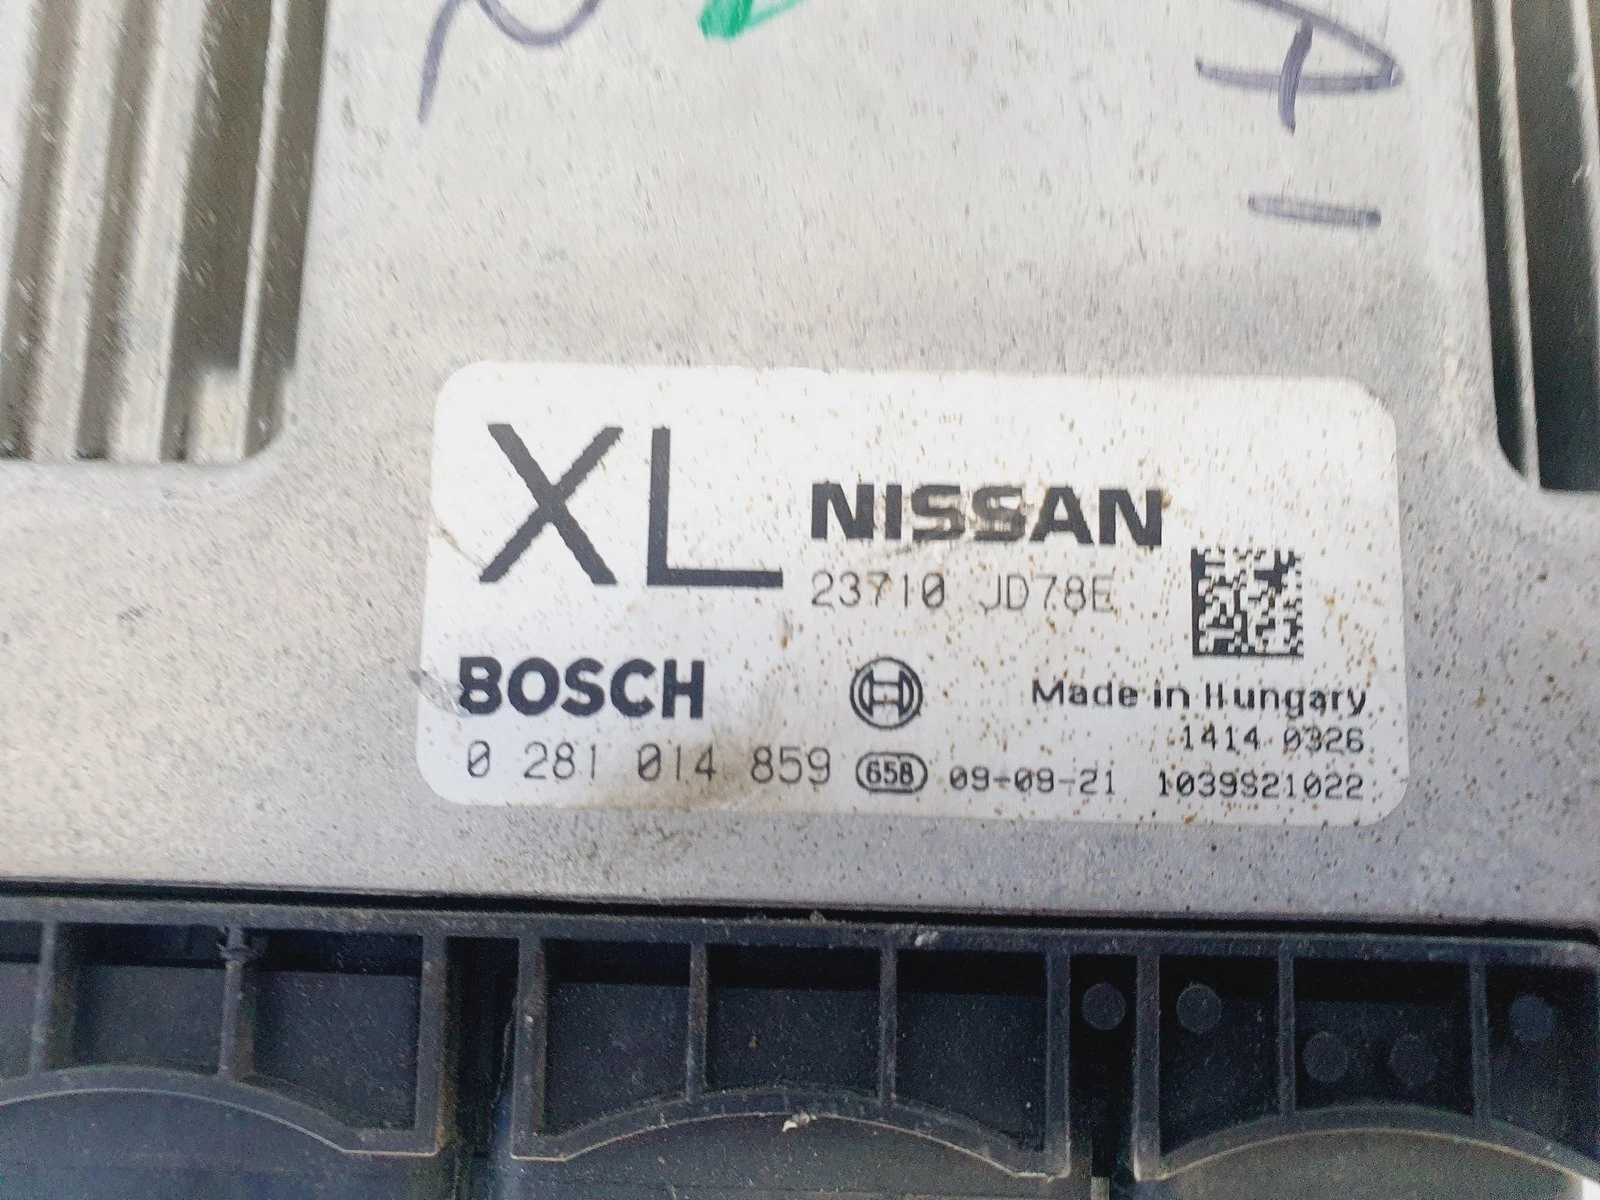 XL NISSAN
23710 JD78E
BOSCH Made in Hungary
1414 0326
0 281 014 859 658 09-09-21 1039S21022